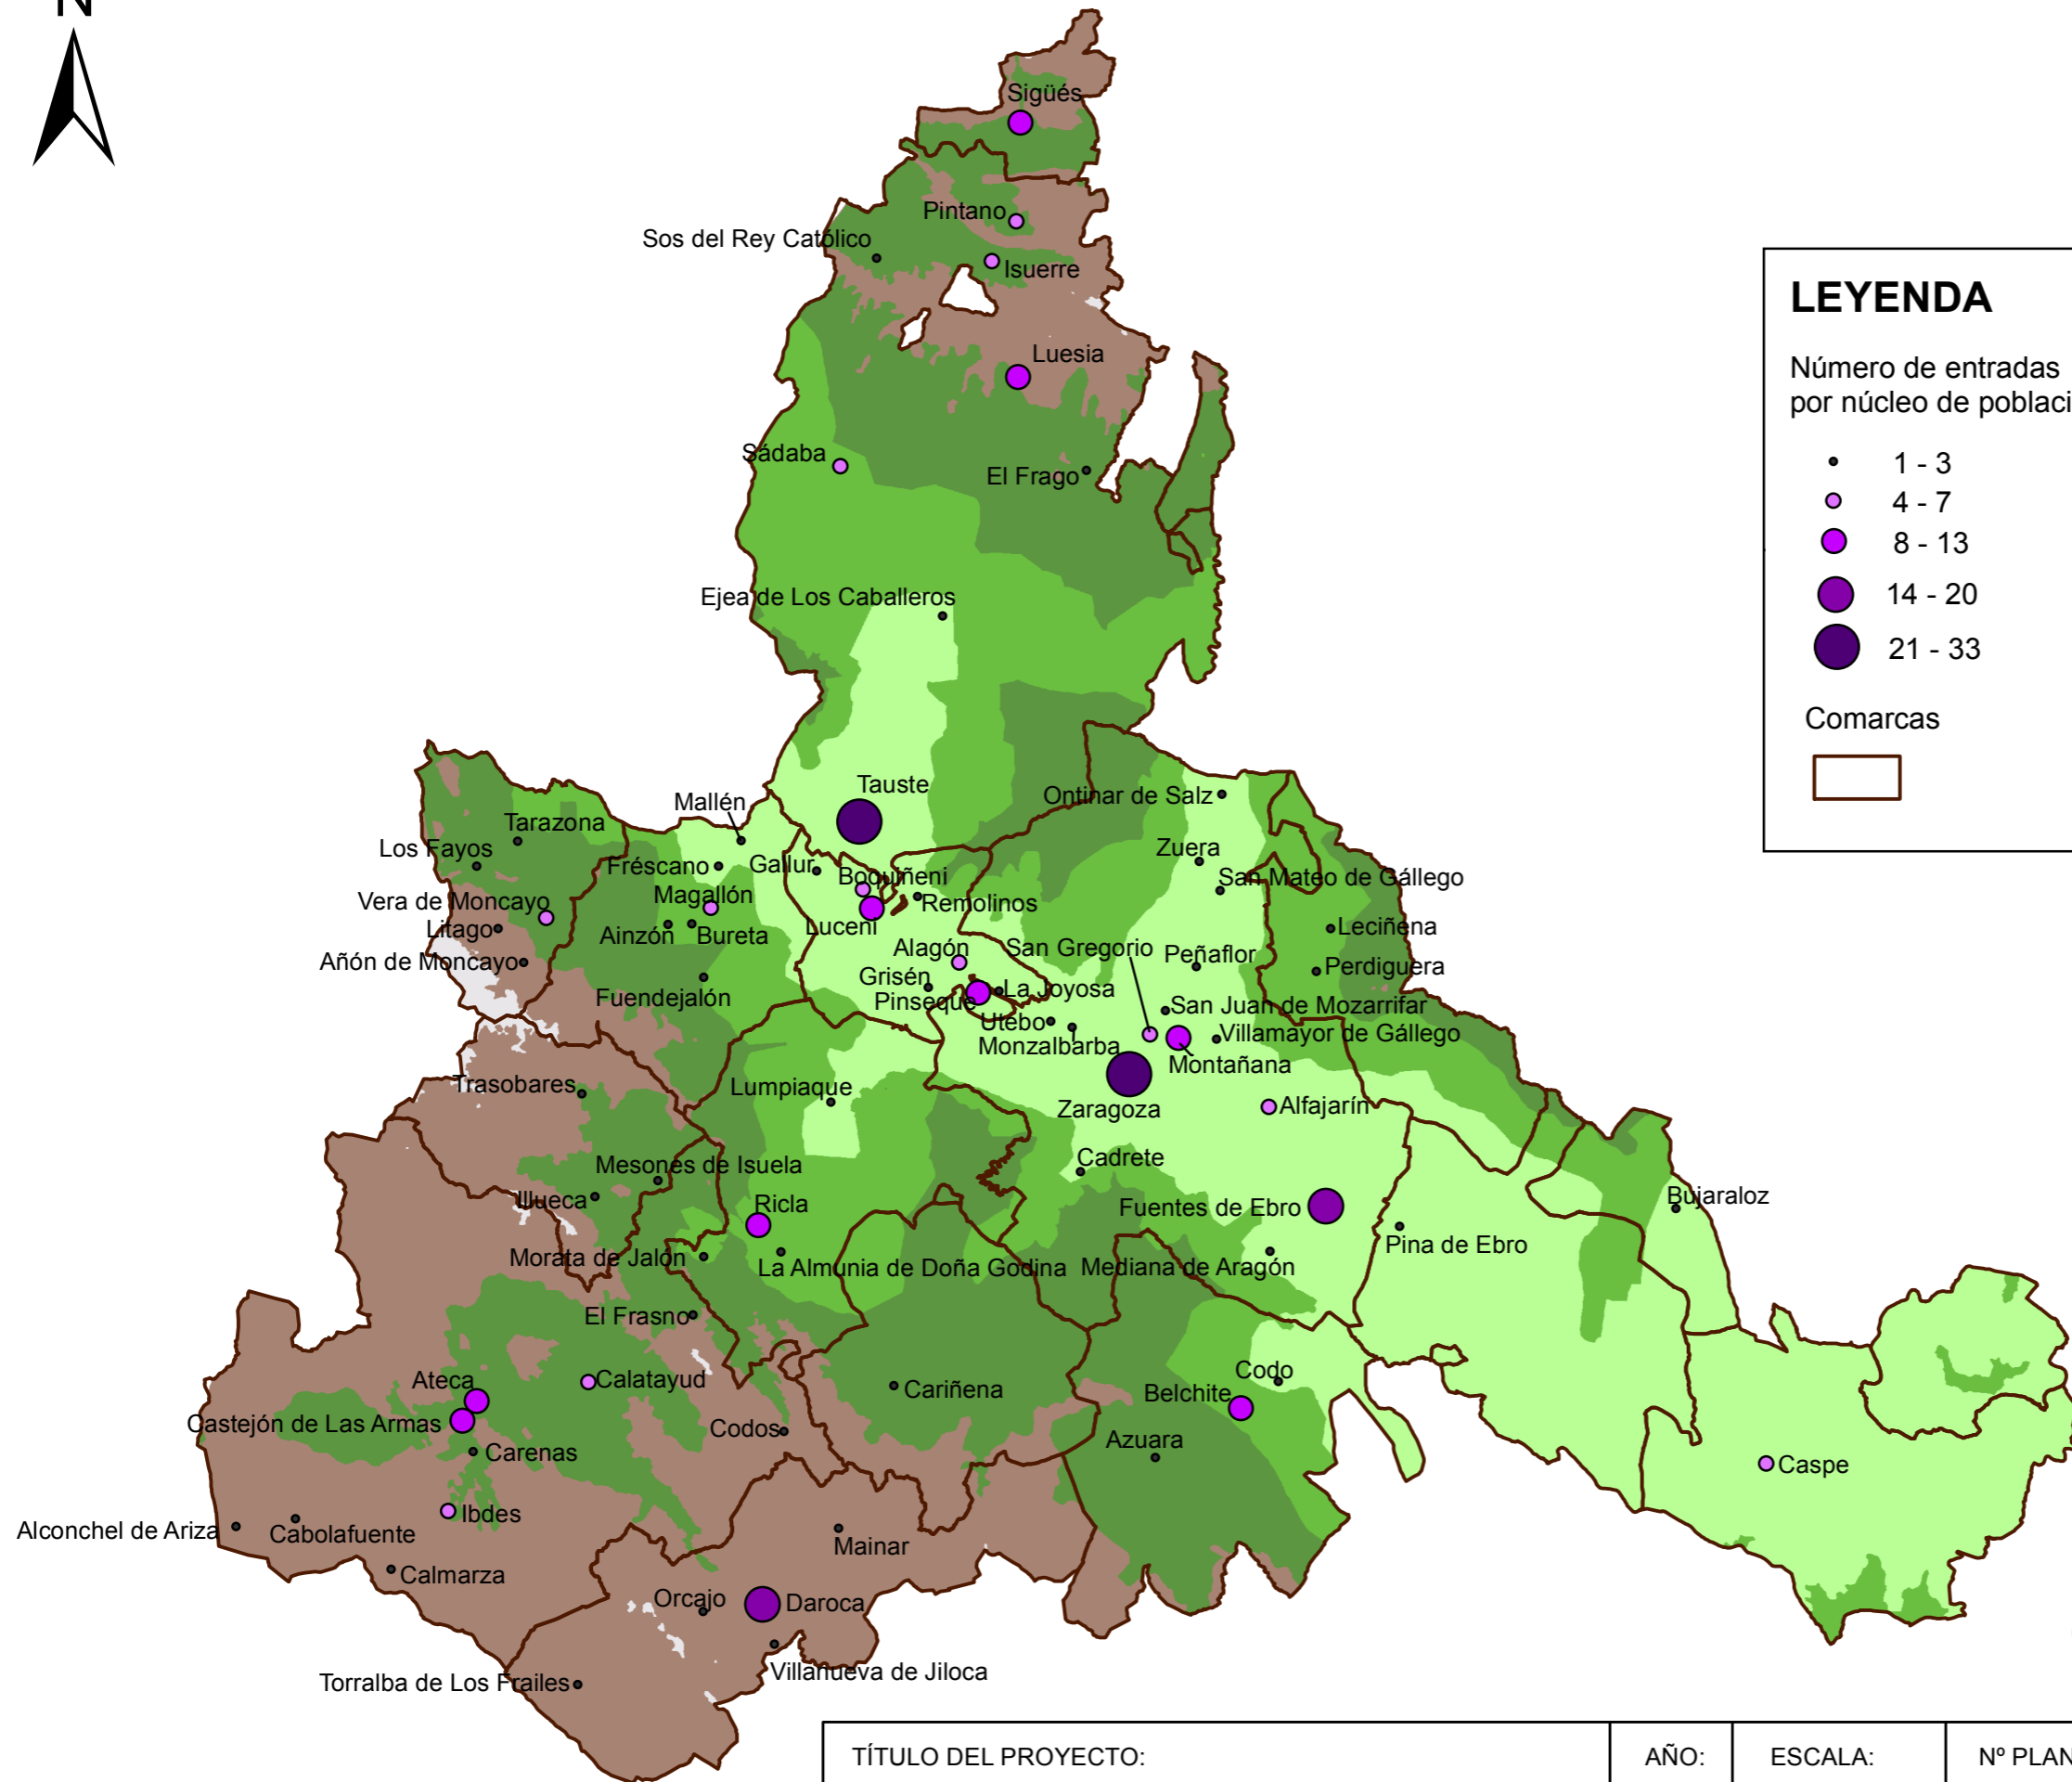 N
Sigüés
Pintano
Sos del Rey Católico
Isuerre
LEYENDA
Luesia
Número de entradas
por núcleo de poblaci
Sádaba
El Frago
1 - 3
4 - 7
8 - 13
14 - 20
21 - 33
Ejea de Los Caballeros
Comarcas
Tauste
Mallén
Ontinar de Salz
Tarazona
Los Fayos
Zuera
Fréscano
Gallur
Boquiñeni
San Mateo de Gállego
Magallón
Vera de Moncayo
Remolinos
Litago
Ainzón
Bureta
Luceni
Leciñena
Alagón
San Gregorio
Peñaflor
Añón de Moncayo
Perdiguera
Grisén
La Joyosa
Fuendejalón
Pinseque
San Juan de Mozarrifar
Utebo
Villamayor de Gállego
Monzalbarba
Montañana
Trasobares
Lumpiaque
Zaragoza
Alfajarín
Mesones de Isuela
Cadrete
Illueca
Ricla
Bujaraloz
Fuentes de Ebro
Pina de Ebro
Morata de Jalón
La Almunia de Doña Godina
Mediana de Aragón
El Frasno
Ateca
Calatayud
Codo
Cariñena
Belchite
Castejón de Las Armas
Codos
Azuara
Carenas
Caspe
Ibdes
Alconchel de Ariza
Cabolafuente
Mainar
Calmarza
Orcajo
Daroca
Villanueva de Jiloca
Torralba de Los Frailes
TÍTULO DEL PROYECTO:
AÑO:
ESCALA:
Nº PLAN